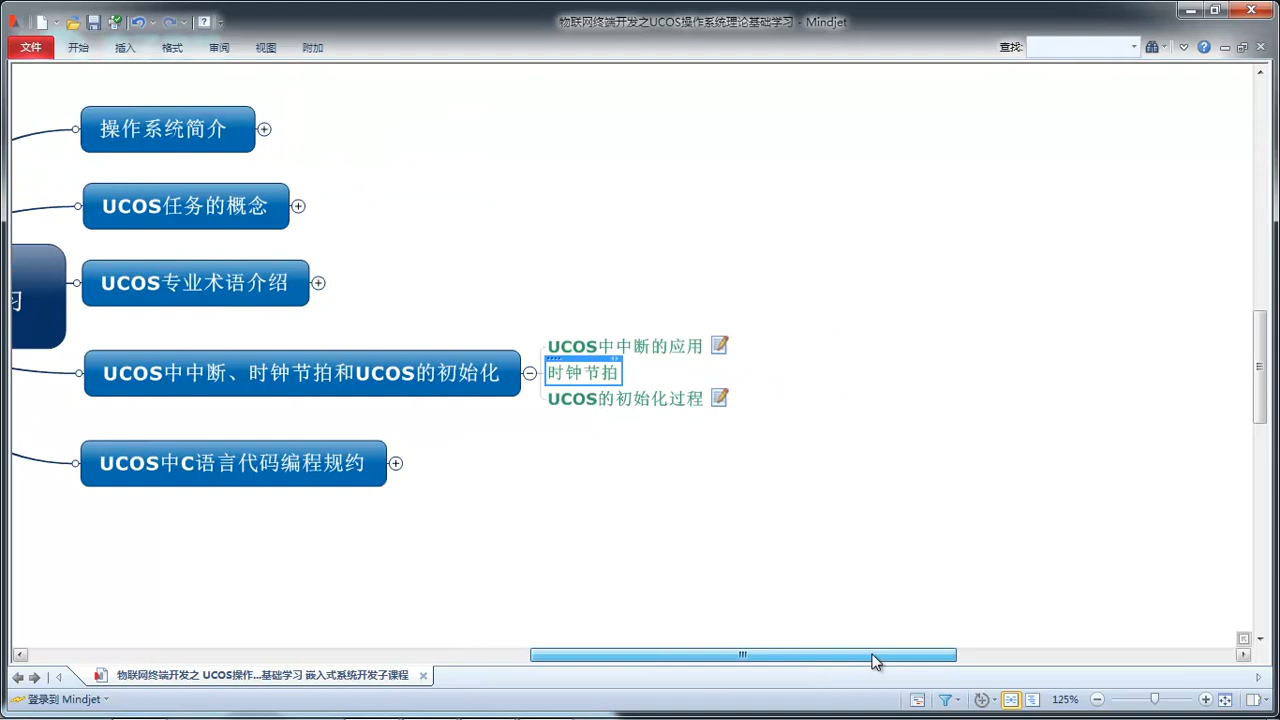 物联网终端开发之UCOS操作系统理论基础学习 - Mindjet
文件 开始 插入 格式 审阅 视图 附加 查找:
操作系统简介
UCOS任务的概念
UCOS专业术语介绍
习
UCOS中中断的应用
UCOS中中断、时钟节拍和UCOS的初始化
时钟节拍
UCOS的初始化过程
UCOS中C语言代码编程规约
物联网终端开发之 UCOS操作...基础学习 嵌入式系统开发子课程
登录到 Mindjet 125%